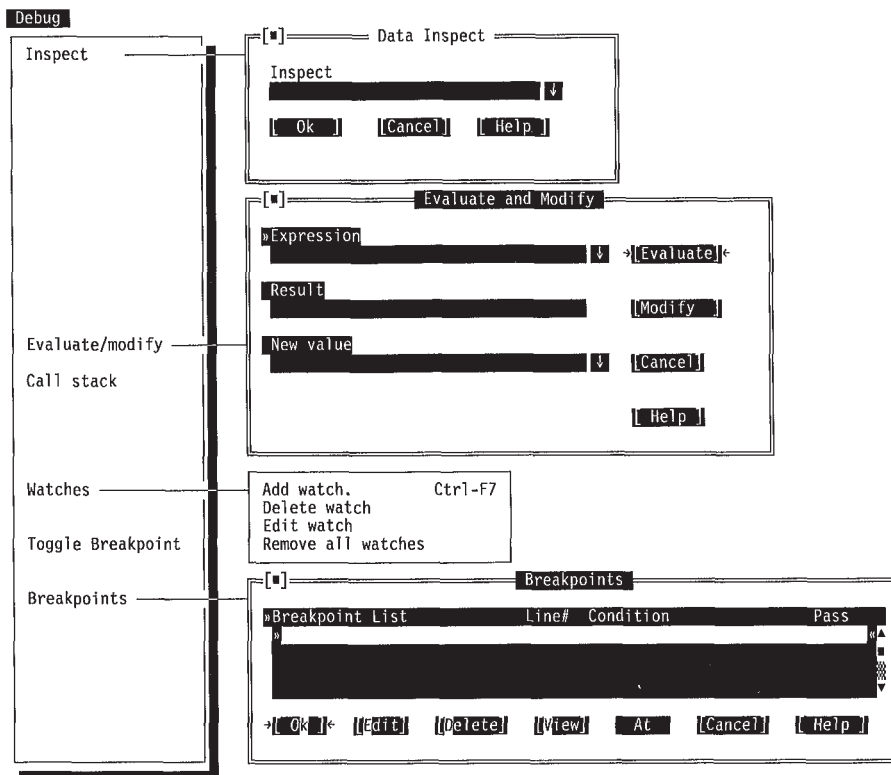 Debug
Inspect
Evaluate/modify
Call stack
Watches
Toggle Breakpoint
Breakpoints
[■] Data Inspect
Inspect
↓
[ Ok ] [Cancel] [ Help ]
[■] Evaluate and Modify
»Expression
↓ →[Evaluate]←
Result
[Modify ]
New value
↓ [Cancel]
[ Help ]
Add watch. Ctrl-F7
Delete watch
Edit watch
Remove all watches
[■] Breakpoints
»Breakpoint List Line# Condition Pass
» «
→[ Ok ]← [Edit] [Delete] [View] At [Cancel] [ Help ]